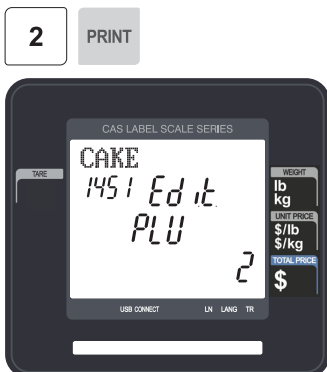 2 PRINT
CAS LABEL SCALE SERIES
CAKE
TARE
1451 Edit
PLU
2
WEIGHT
lb
kg
UNIT PRICE
$/lb
$/kg
TOTAL PRICE
$
USB CONNECT LN LANG TR